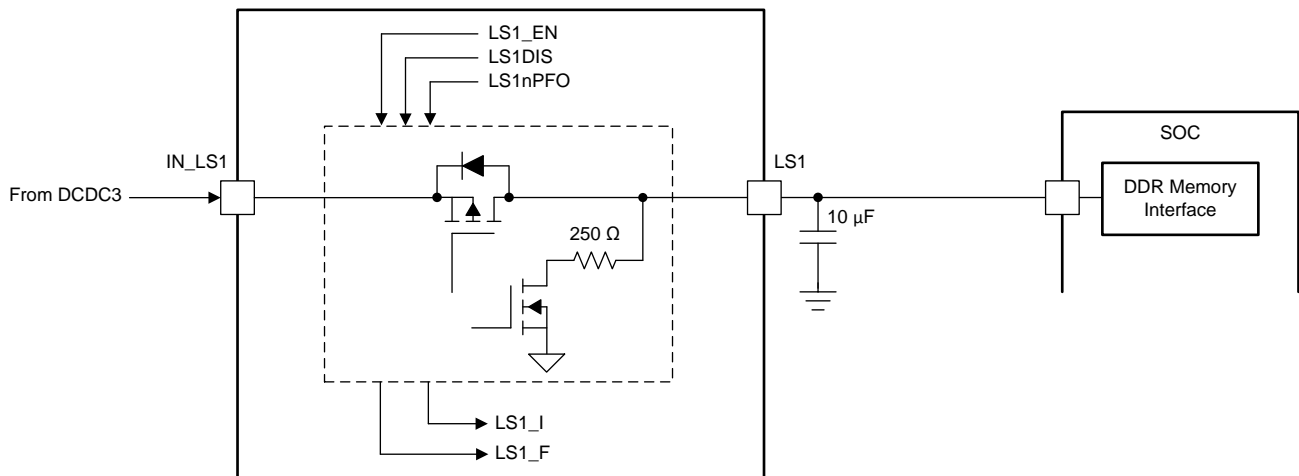 LS1_EN
LS1DIS
LS1nPFO
IN_LS1
From DCDC3
LS1
250 Ω
10 µF
SOC
DDR Memory
Interface
LS1_I
LS1_F